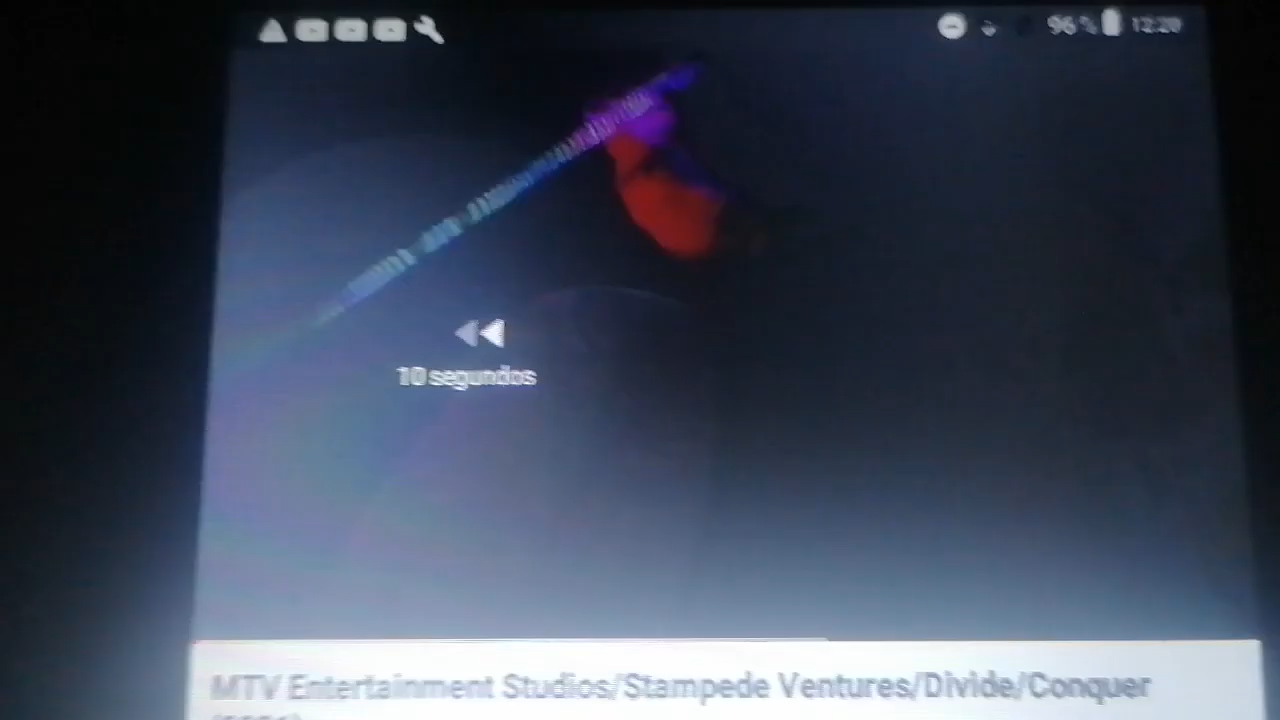 96 % 12:20
10 segundos
MTV Entertainment Studios/Stampede Ventures/Divide/Conquer